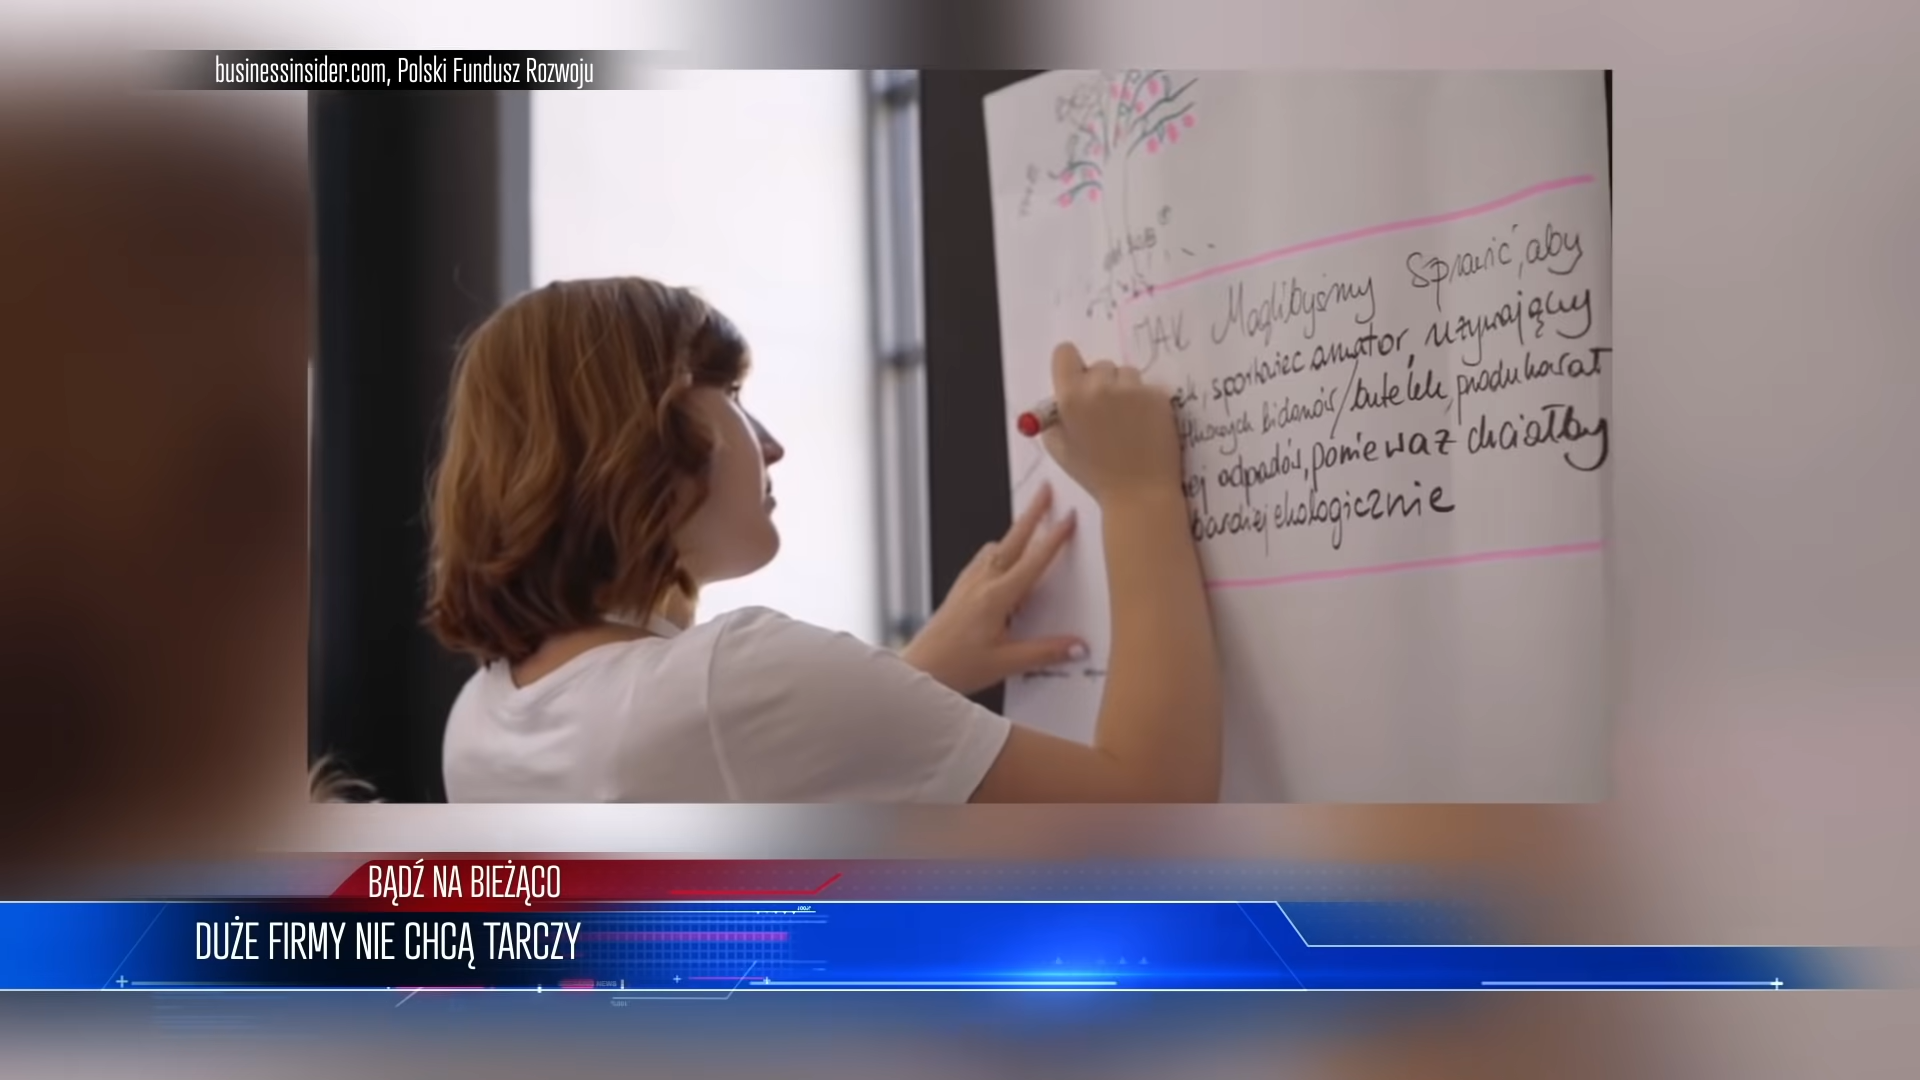 businessinsider.com, Polski Fundusz Rozwoju
JAK Moglibyśmy Sprawić, aby
sportowiec amator, używający
bidonów/butelek, produkował
odpadów, ponieważ chciałby
bardziej ekologicznie
BĄDŹ NA BIEŻĄCO
DUŻE FIRMY NIE CHCĄ TARCZY